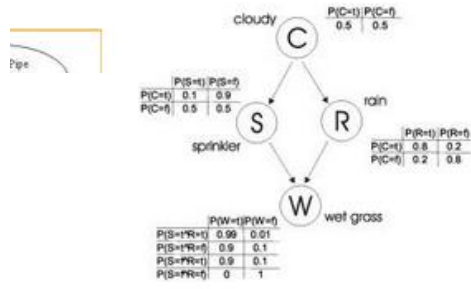 Pipe
cloudy
P(C=t) P(C=f)
0.5 0.5
C
P(S=t) P(S=f)
P(C=t) 0.1 0.9
P(C=f) 0.5 0.5
S
sprinkler
rain
R
P(R=t) P(R=f)
P(C=t) 0.8 0.2
P(C=f) 0.2 0.8
W
wet grass
P(W=t) P(W=f)
P(S=t^R=t) 0.99 0.01
P(S=t^R=f) 0.9 0.1
P(S=f^R=t) 0.9 0.1
P(S=f^R=f) 0 1